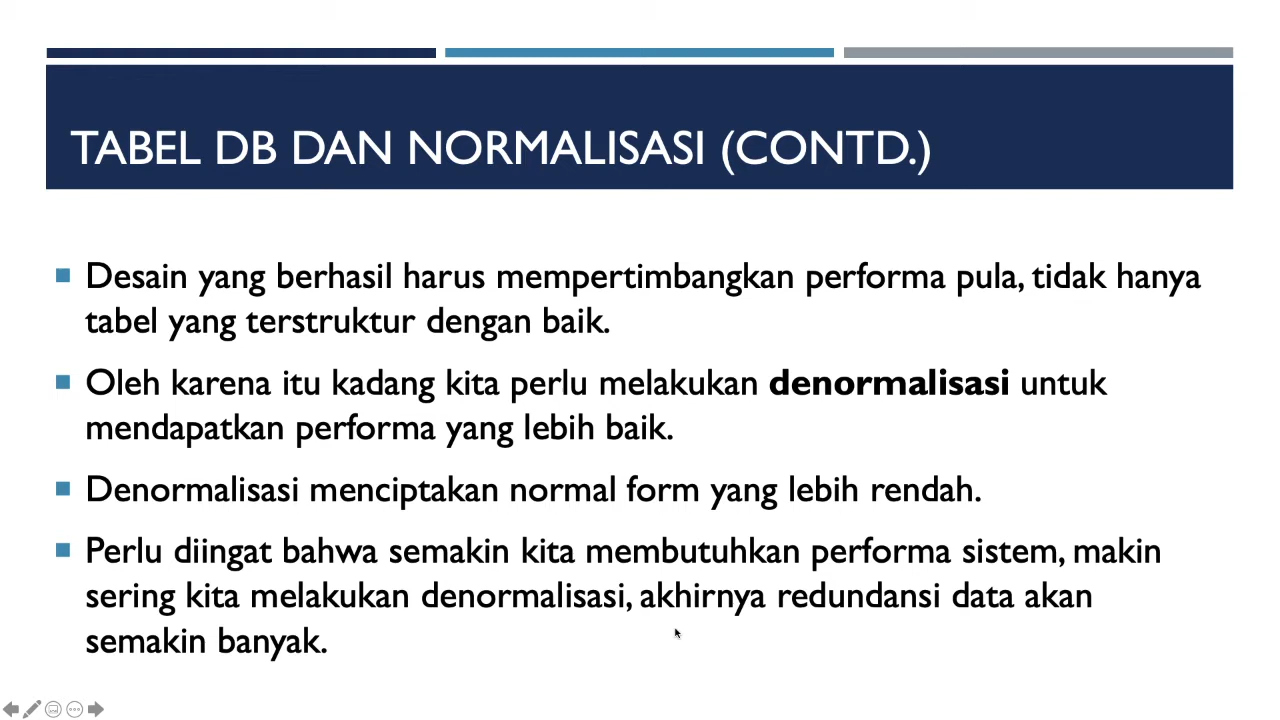 TABEL DB DAN NORMALISASI (CONTD.)
Desain yang berhasil harus mempertimbangkan performa pula, tidak hanya
tabel yang terstruktur dengan baik.
Oleh karena itu kadang kita perlu melakukan denormalisasi untuk
mendapatkan performa yang lebih baik.
Denormalisasi menciptakan normal form yang lebih rendah.
Perlu diingat bahwa semakin kita membutuhkan performa sistem, makin
sering kita melakukan denormalisasi, akhirnya redundansi data akan
semakin banyak.